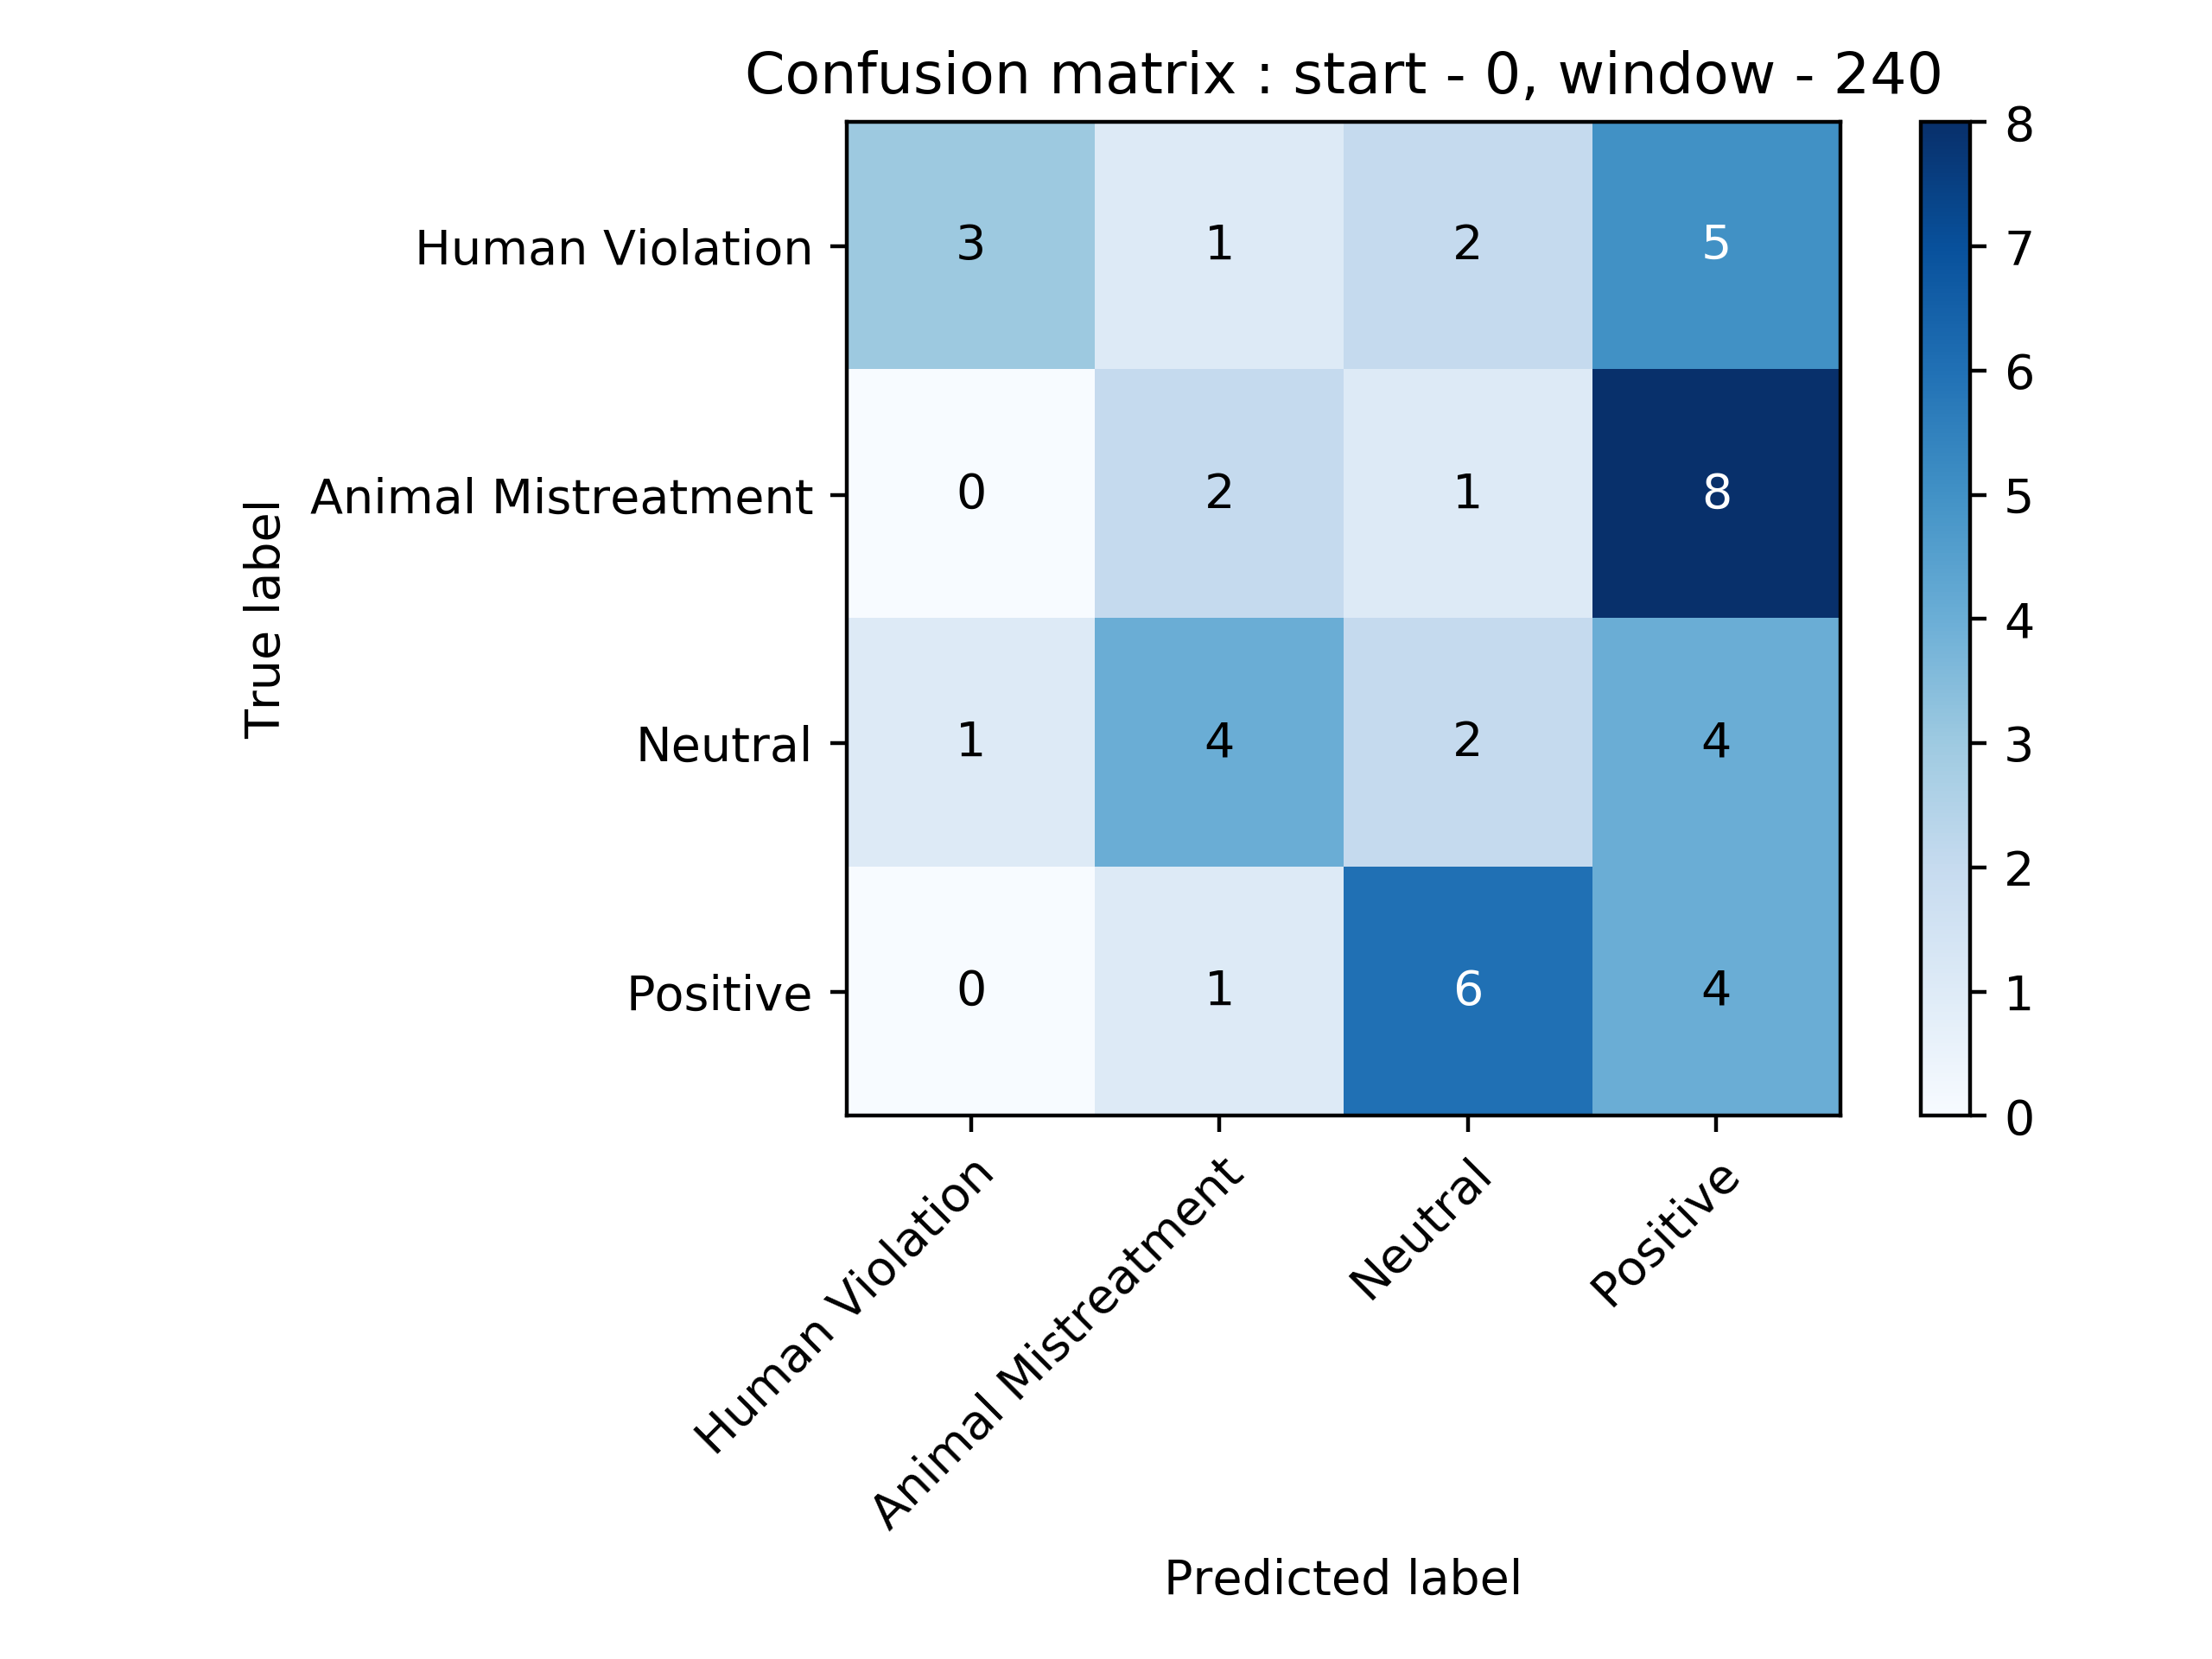 Confusion matrix : start - 0, window - 240
True label
Human Violation 3 1 2 5
Animal Mistreatment 0 2 1 8
Neutral 1 4 2 4
Positive 0 1 6 4
Human Violation
Animal Mistreatment
Neutral
Positive
Predicted label
8
7
6
5
4
3
2
1
0